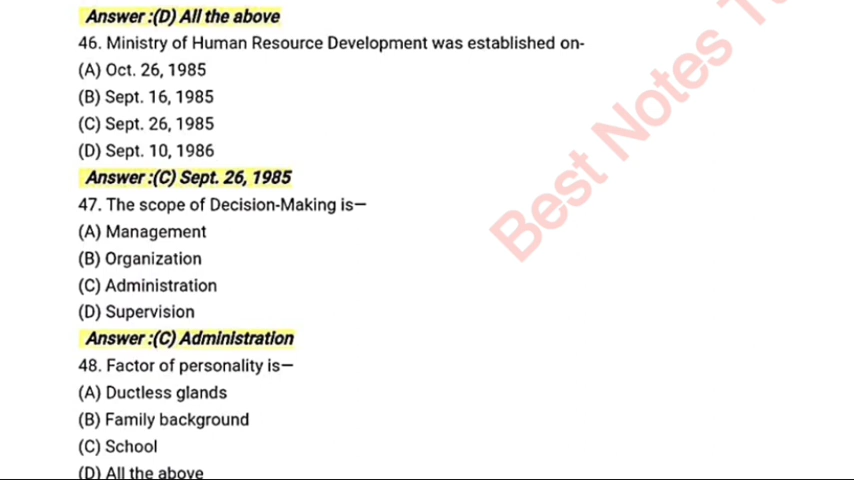 Answer :(D) All the above
46. Ministry of Human Resource Development was established on-
(A) Oct. 26, 1985
(B) Sept. 16, 1985
(C) Sept. 26, 1985
(D) Sept. 10, 1986
Answer :(C) Sept. 26, 1985
47. The scope of Decision-Making is—
(A) Management
(B) Organization
(C) Administration
(D) Supervision
Answer :(C) Administration
48. Factor of personality is—
(A) Ductless glands
(B) Family background
(C) School
(D) All the above
Best Notes